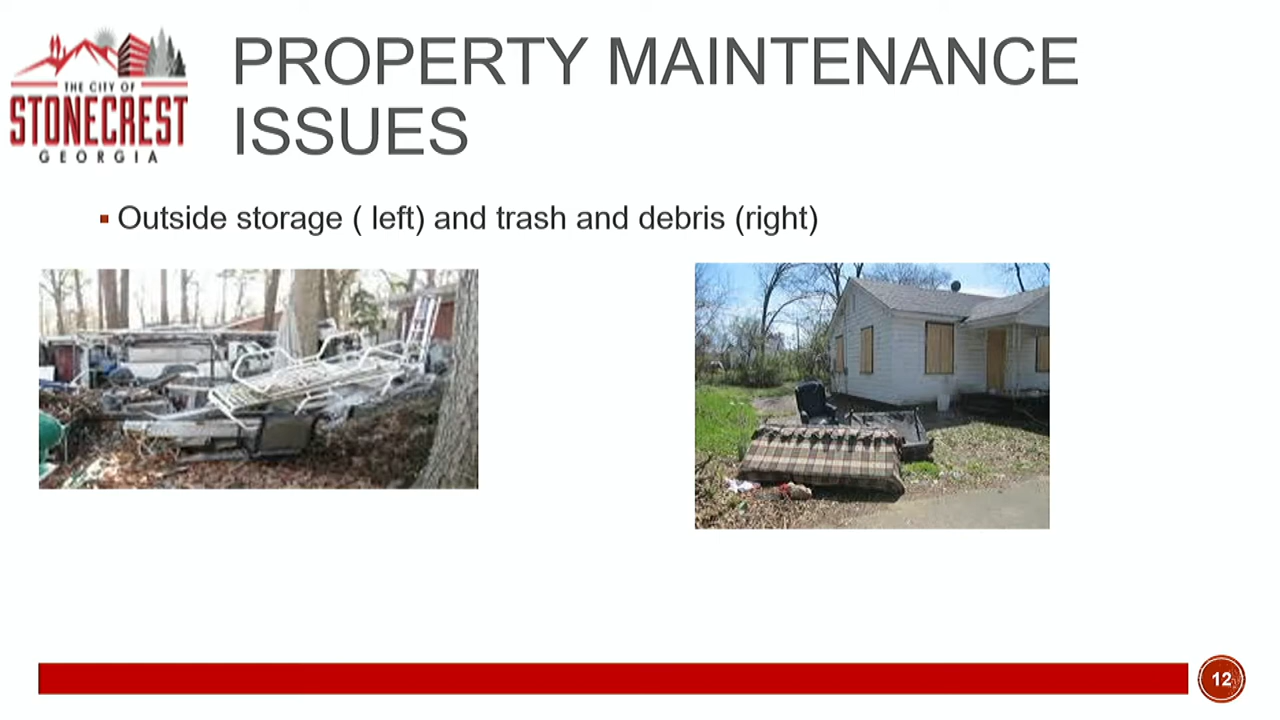 THE CITY OF
STONECREST
GEORGIA
PROPERTY MAINTENANCE
ISSUES
Outside storage ( left) and trash and debris (right)
12